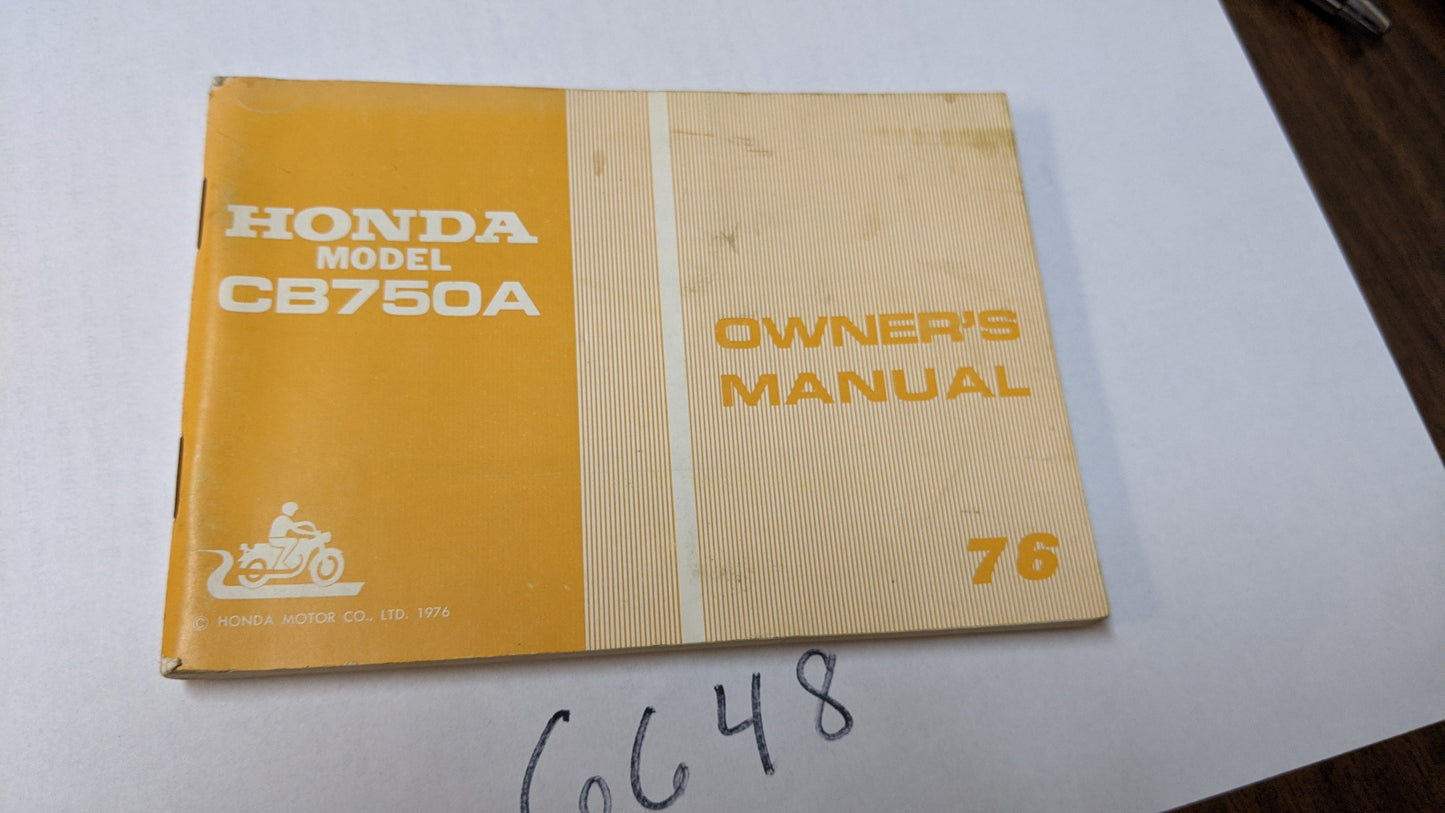 HONDA
MODEL
CB750A
OWNER'S
MANUAL
76
© HONDA MOTOR CO., LTD. 1976
6648